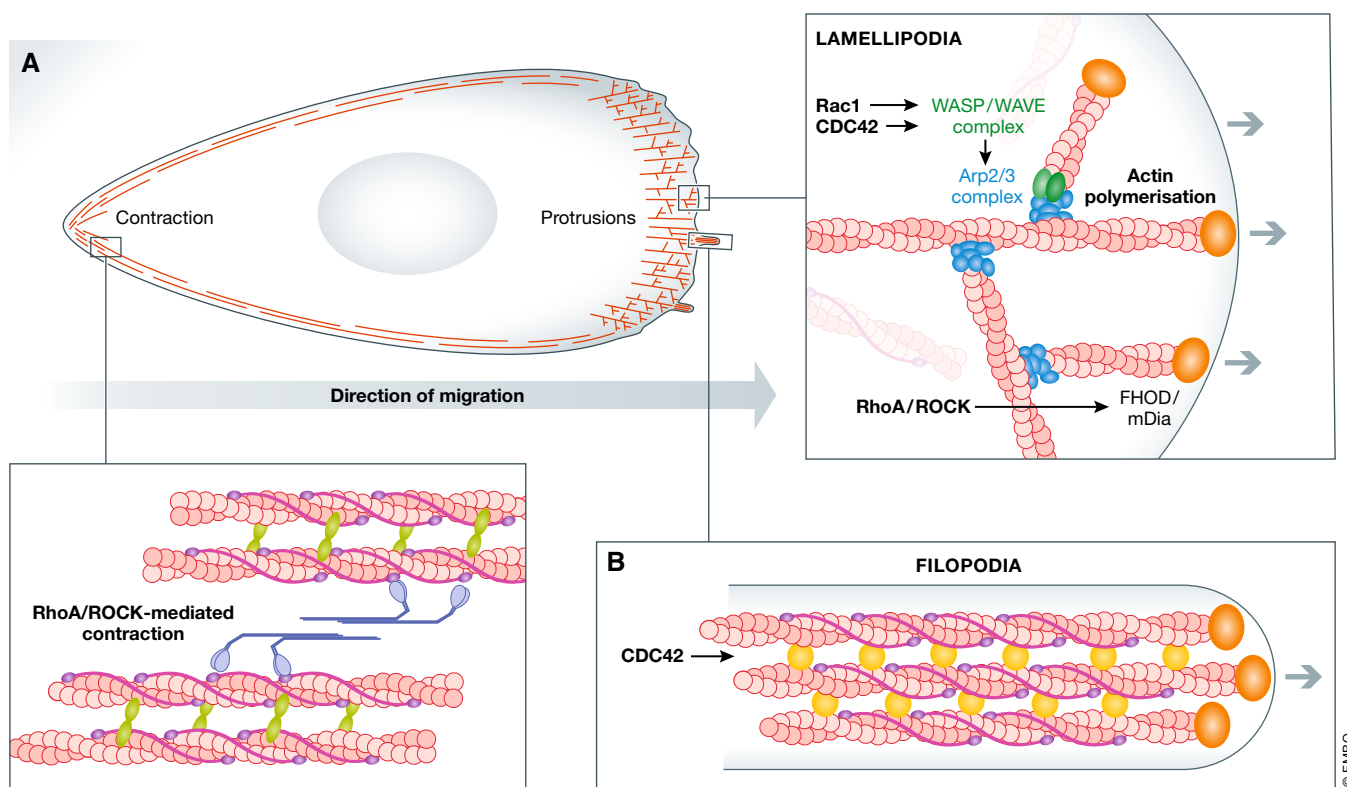 A
Contraction
Protrusions
Direction of migration
LAMELLIPODIA
Rac1
CDC42
WASP/WAVE
complex
Arp2/3
complex
Actin
polymerisation
RhoA/ROCK
FHOD/
mDia
RhoA/ROCK-mediated
contraction
B
FILOPODIA
CDC42
© EMBO